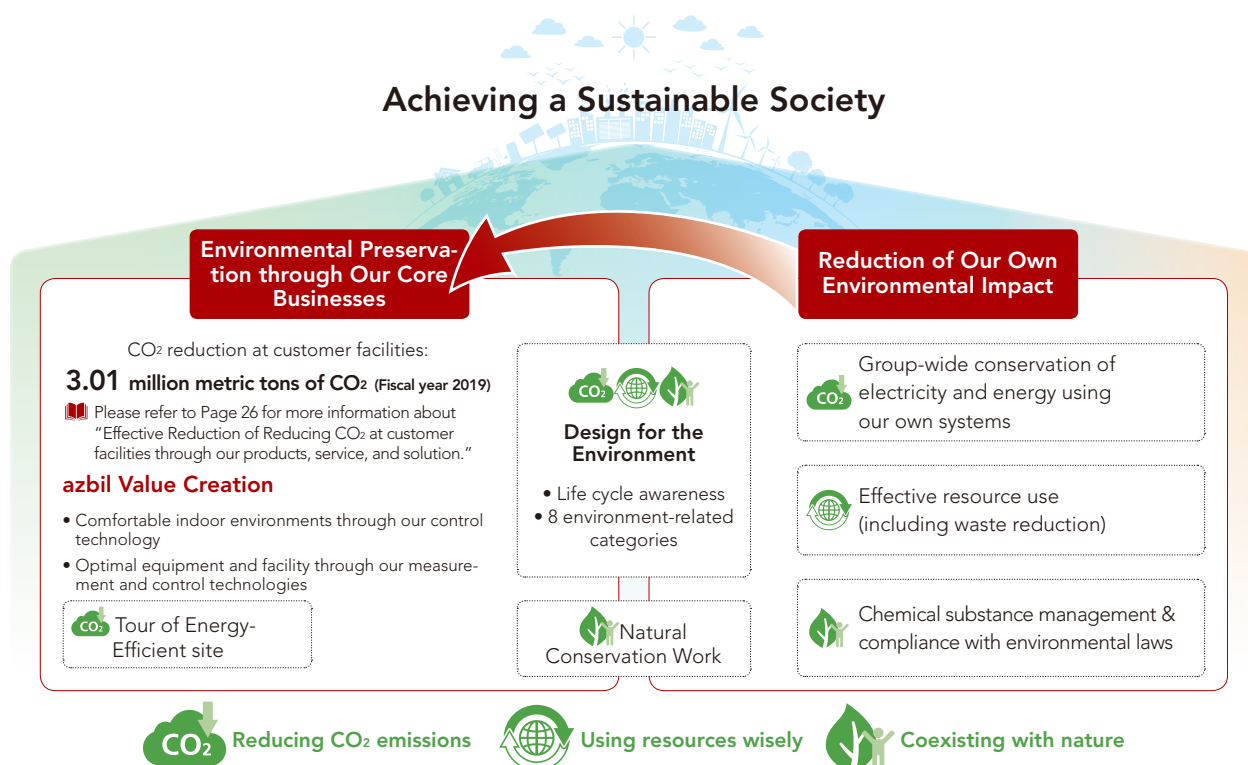 Achieving a Sustainable Society
Environmental Preserva-
tion through Our Core
Businesses
CO2 reduction at customer facilities:
3.01 million metric tons of CO2 (Fiscal year 2019)
Please refer to Page 26 for more information about
“Effective Reduction of Reducing CO2 at customer
facilities through our products, service, and solution.”
azbil Value Creation
• Comfortable indoor environments through our control
technology
• Optimal equipment and facility through our measure-
ment and control technologies
CO2
Tour of Energy-
Efficient site
CO2
Design for the
Environment
• Life cycle awareness
• 8 environment-related
categories
Natural
Conservation Work
Reduction of Our Own
Environmental Impact
CO2
Group-wide conservation of
electricity and energy using
our own systems
Effective resource use
(including waste reduction)
Chemical substance management &
compliance with environmental laws
CO2
Reducing CO2 emissions
Using resources wisely
Coexisting with nature